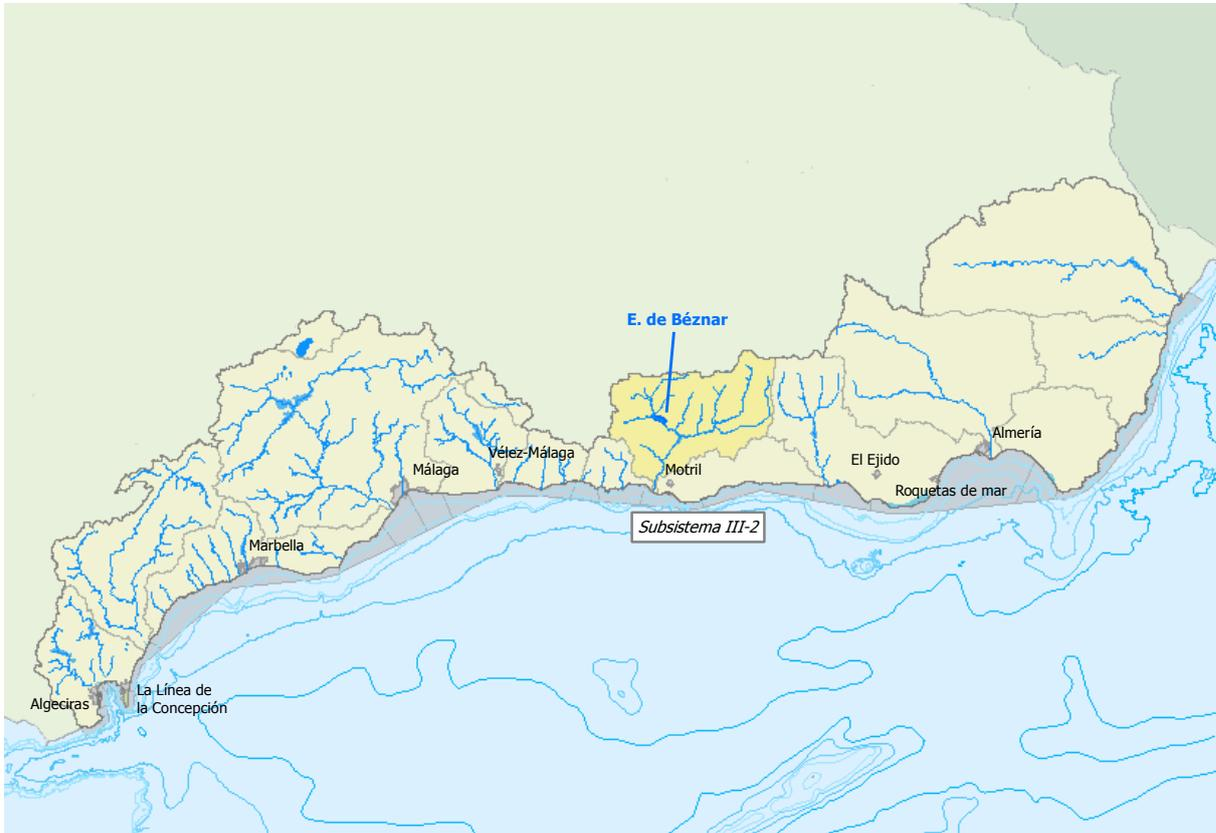 E. de Béznar
Almería
Vélez-Málaga
El Ejido
Málaga
Motril
Roquetas de mar
Subsistema III-2
Marbella
La Línea de
la Concepción
Algeciras